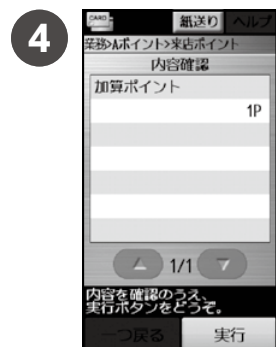 4
CARD
紙送り ヘルプ
業務>Aポイント>来店ポイント
内容確認
加算ポイント
1P
1/1
内容を確認のうえ、
実行ボタンをどうぞ。
一つ戻る 実行